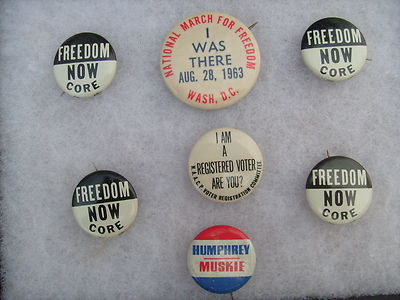 FREEDOM
NOW
CORE
NATIONAL MARCH FOR FREEDOM
I
WAS
THERE
AUG. 28, 1963
WASH. D.C.
FREEDOM
NOW
CORE
I AM
A
REGISTERED VOTER
ARE YOU?
N.A.A.C.P. VOTER REGISTRATION COMMITTEE
FREEDOM
NOW
CORE
FREEDOM
NOW
CORE
HUMPHREY
MUSKIE